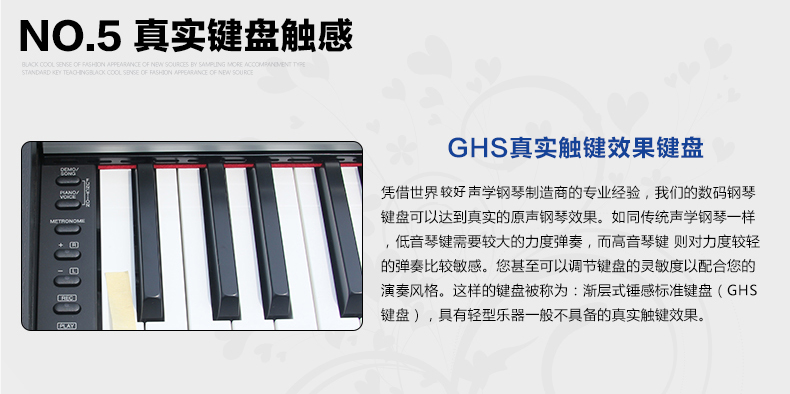 NO.5 真实键盘触感
BLACK COOL SENSE OF FASHION APPEARANCE OF NEW SOURCES BY SAMPLING MORE ACCOMPANIMENT TYPE
STANDARD KEY TEACHINGBLACK COOL SENSE OF FASHION APPEARANCE OF NEW SOURCE
GHS真实触键效果键盘
凭借世界较好声学钢琴制造商的专业经验，我们的数码钢琴
键盘可以达到真实的原声钢琴效果。如同传统声学钢琴一样
，低音琴键需要较大的力度弹奏，而高音琴键 则对力度较轻
的弹奏比较敏感。您甚至可以调节键盘的灵敏度以配合您的
演奏风格。这样的键盘被称为：渐层式锤感标准键盘（GHS
键盘），具有轻型乐器一般不具备的真实触键效果。
DEMO/
SONG
PIANO/
VOICE
METRONOME
+ R
− L
REC
PLAY